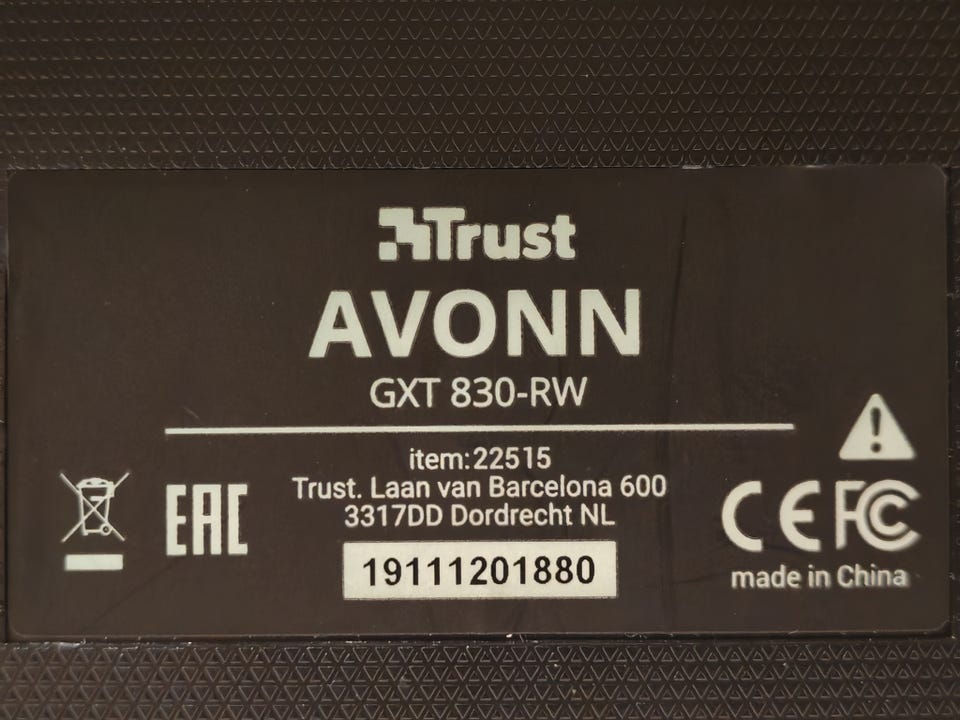 Trust
AVONN
GXT 830-RW
item:22515
Trust. Laan van Barcelona 600
3317DD Dordrecht NL
19111201880
EAC
CE FC
made in China